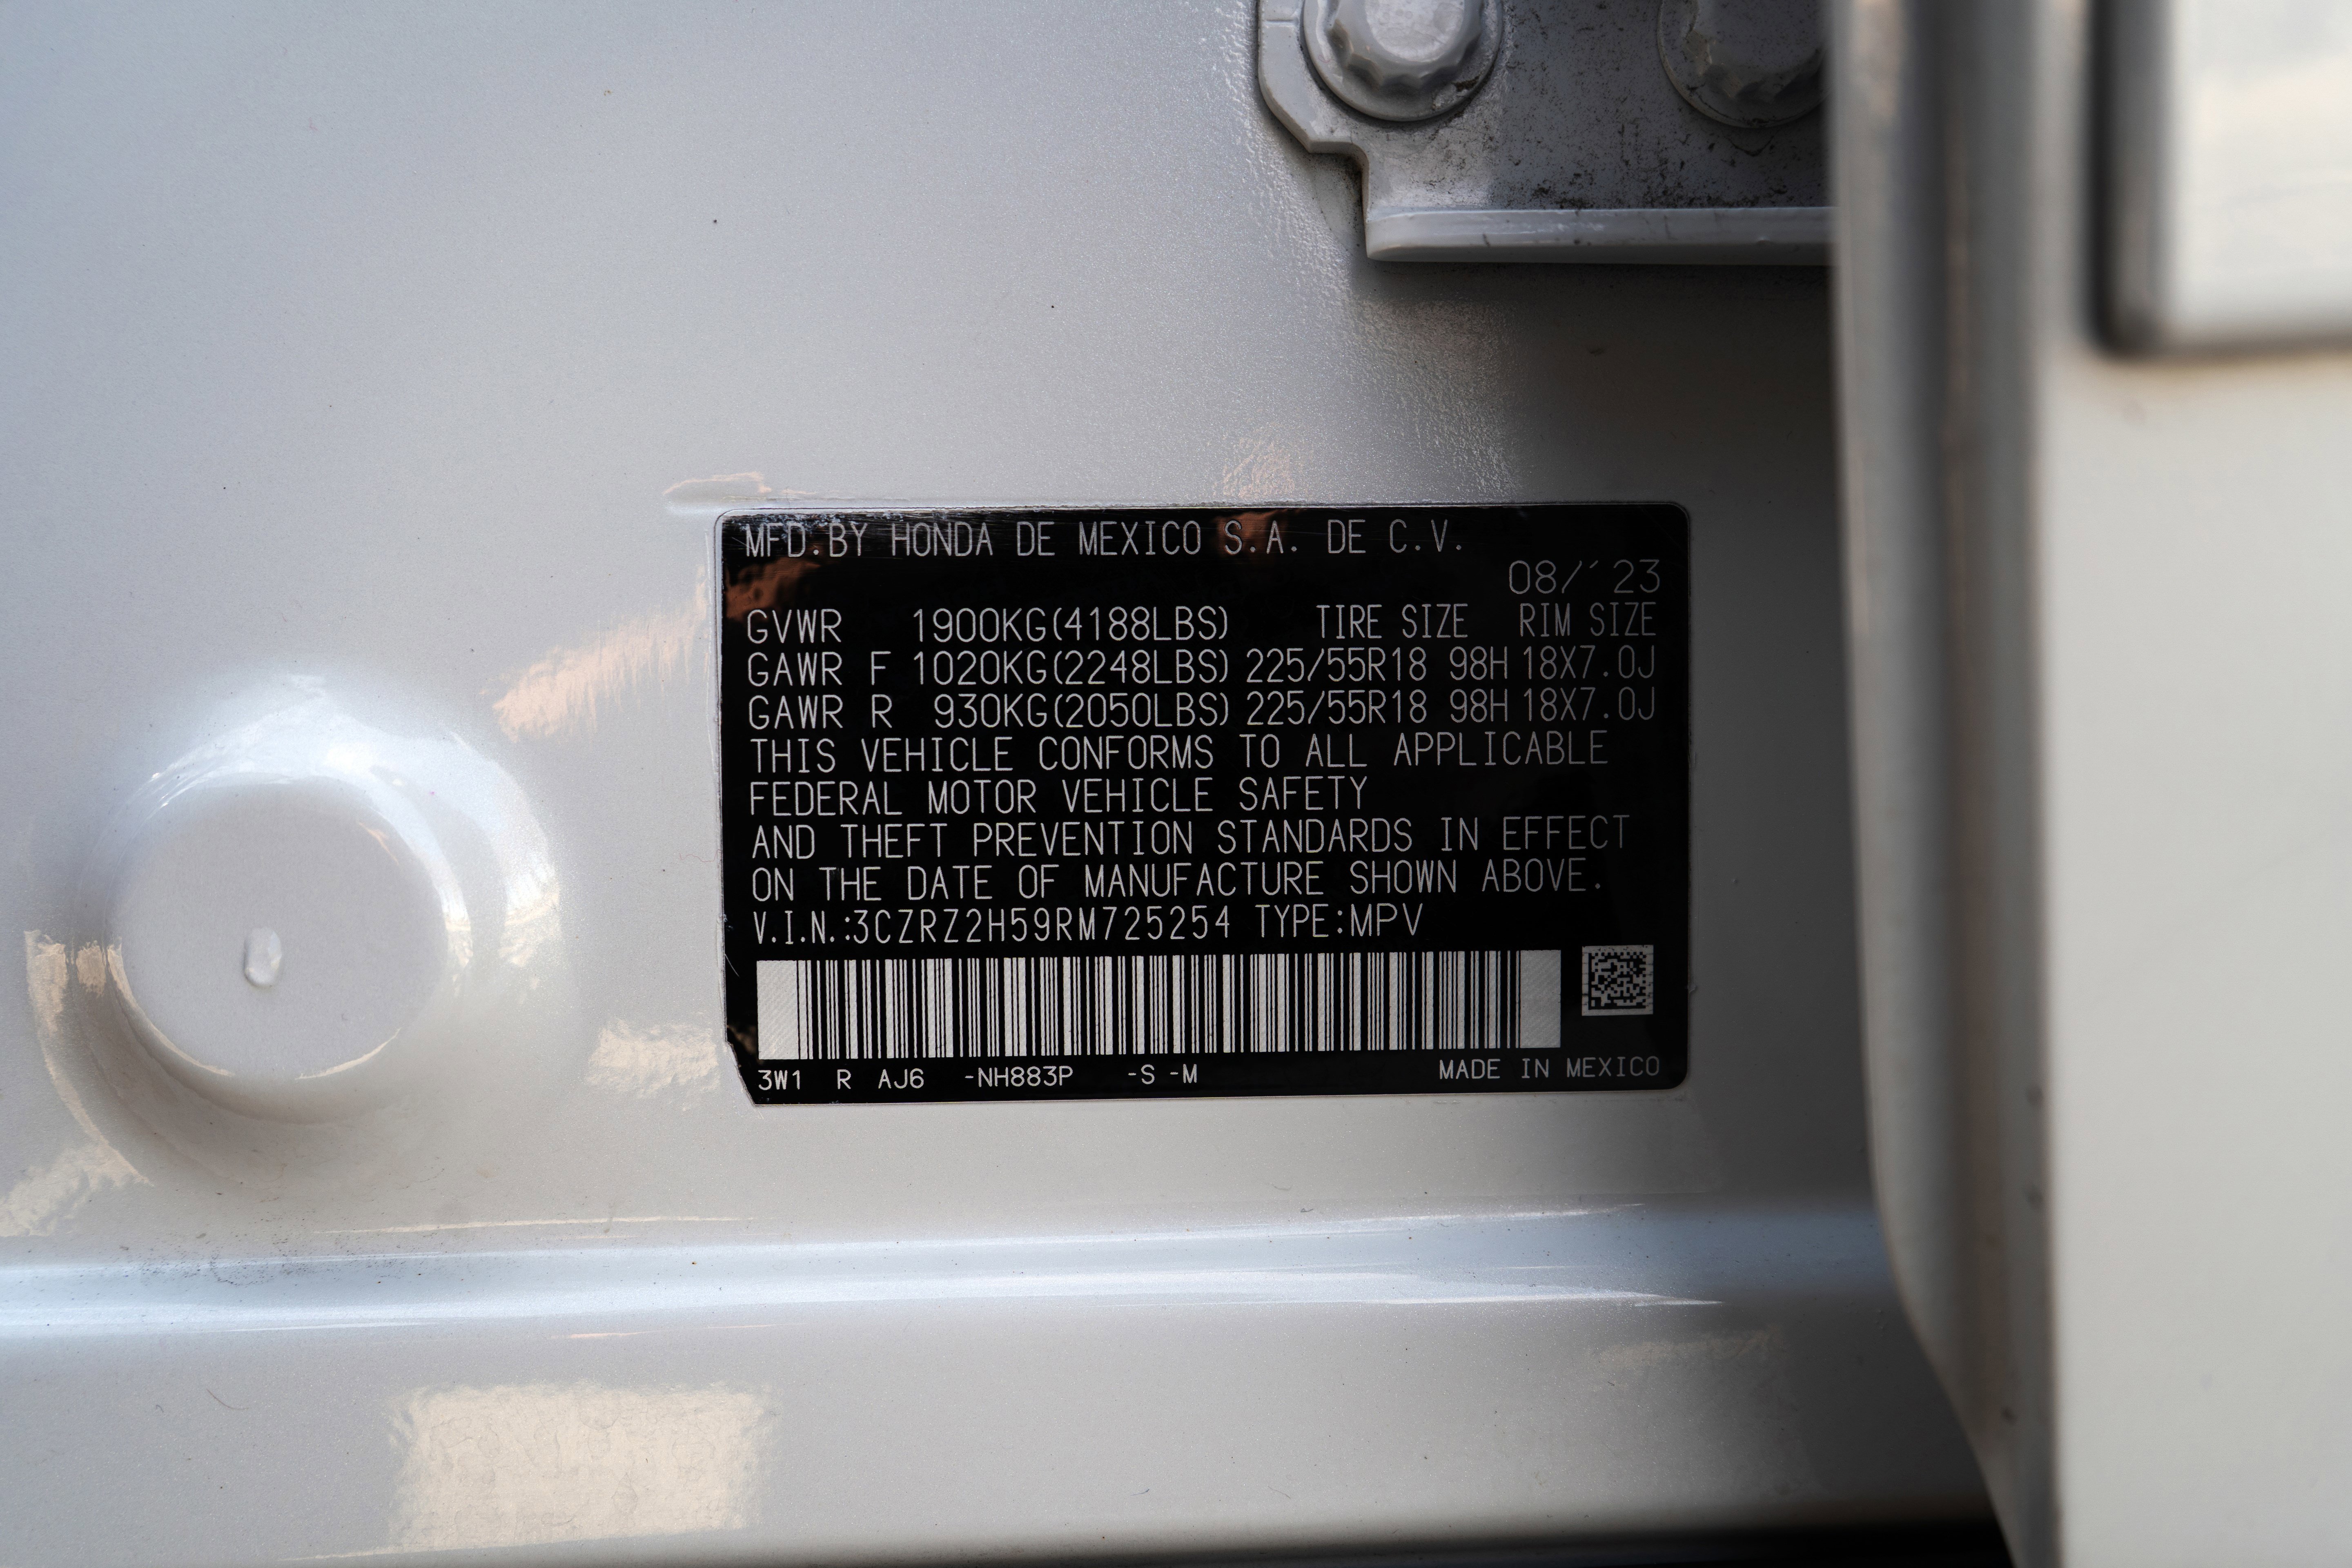 MFD.BY HONDA DE MEXICO S.A. DE C.V.
08/´23
GVWR 1900KG(4188LBS) TIRE SIZE RIM SIZE
GAWR F 1020KG(2248LBS) 225/55R18 98H 18X7.0J
GAWR R 930KG(2050LBS) 225/55R18 98H 18X7.0J
THIS VEHICLE CONFORMS TO ALL APPLICABLE
FEDERAL MOTOR VEHICLE SAFETY
AND THEFT PREVENTION STANDARDS IN EFFECT
ON THE DATE OF MANUFACTURE SHOWN ABOVE.
V.I.N.:3CZRZ2H59RM725254 TYPE:MPV
3W1 R AJ6 -NH883P -S -M MADE IN MEXICO